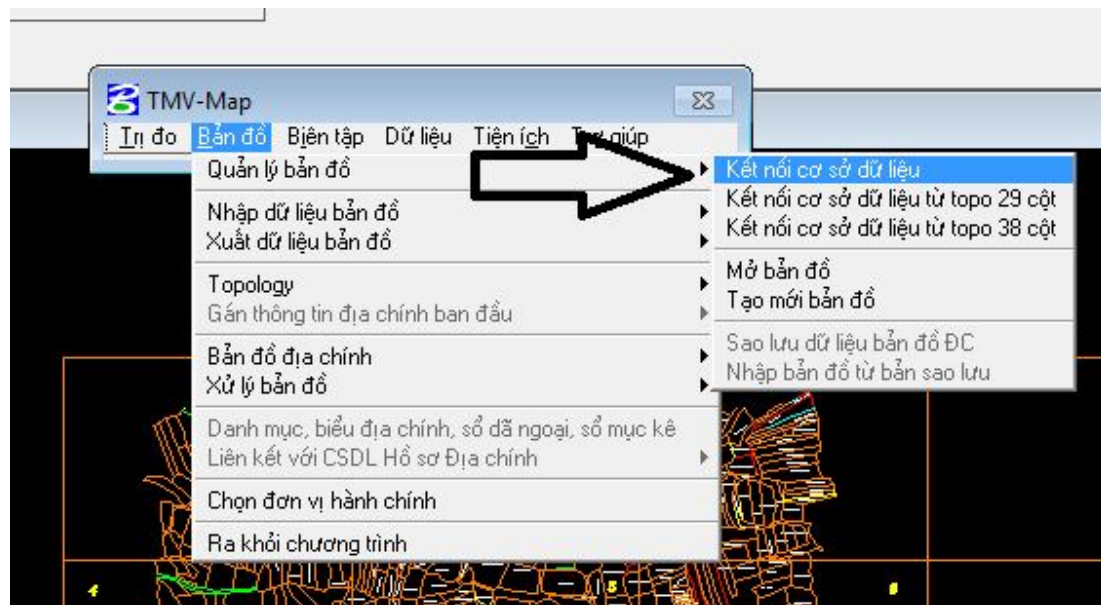 TMV-Map
Trị đo Bản đồ Biên tập Dữ liệu Tiện ích Trợ giúp
Quản lý bản đồ
Nhập dữ liệu bản đồ
Xuất dữ liệu bản đồ
Topology
Gán thông tin địa chính ban đầu
Bản đồ địa chính
Xử lý bản đồ
Danh mục, biểu địa chính, sổ dã ngoại, sổ mục kê
Liên kết với CSDL Hồ sơ Địa chính
Chọn đơn vị hành chính
Ra khỏi chương trình
Kết nối cơ sở dữ liệu
Kết nối cơ sở dữ liệu từ topo 29 cột
Kết nối cơ sở dữ liệu từ topo 38 cột
Mở bản đồ
Tạo mới bản đồ
Sao lưu dữ liệu bản đồ ĐC
Nhập bản đồ từ bản sao lưu
4 5